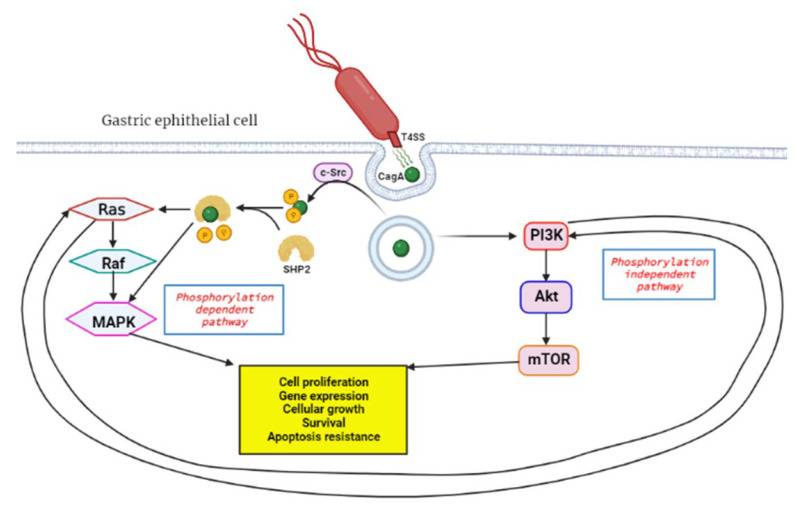 Gastric ephithelial cell
T4SS
CagA
c-Src
P
P
Ras
P
P
SHP2
Raf
MAPK
Phosphorylation
dependent
pathway
PI3K
Akt
mTOR
Phosphorylation
independent
pathway
Cell proliferation
Gene expression
Cellular growth
Survival
Apoptosis resistance